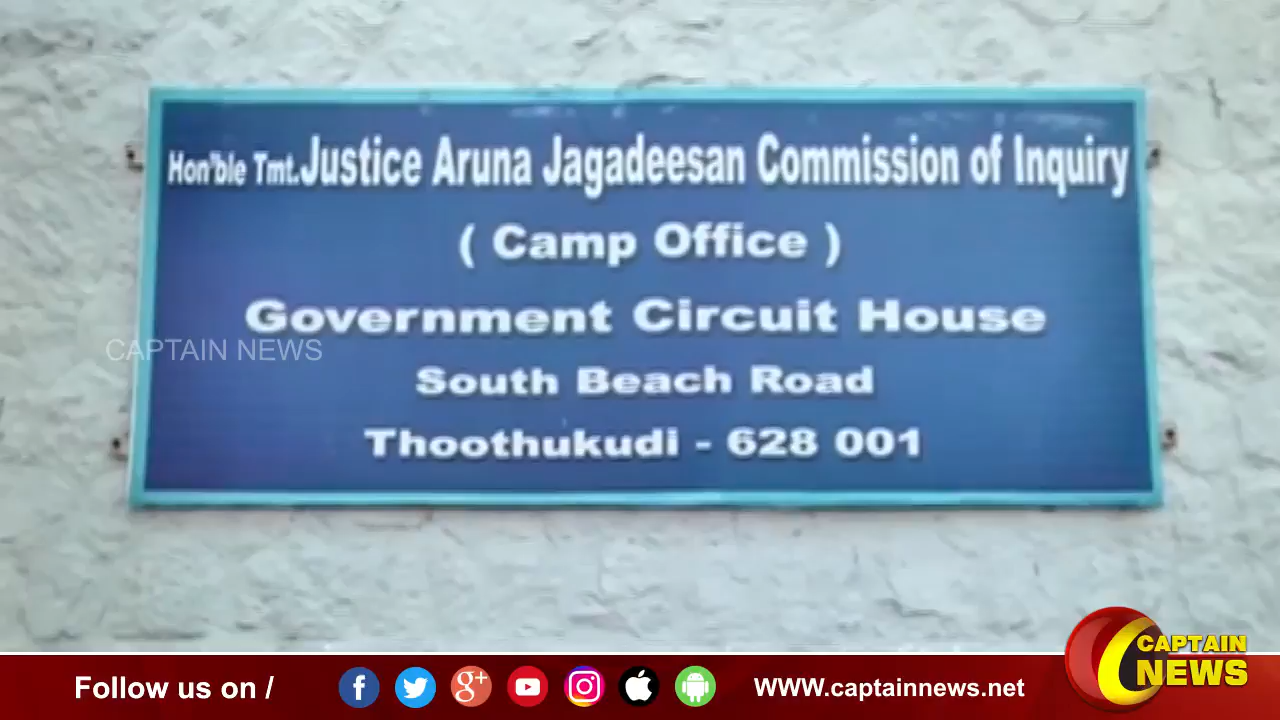 Hon'ble Tmt.Justice Aruna Jagadeesan Commission of Inquiry
( Camp Office )
Government Circuit House
CAPTAIN NEWS
South Beach Road
Thoothukudi - 628 001
CAPTAIN
NEWS
Follow us on /
WWW.captainnews.net